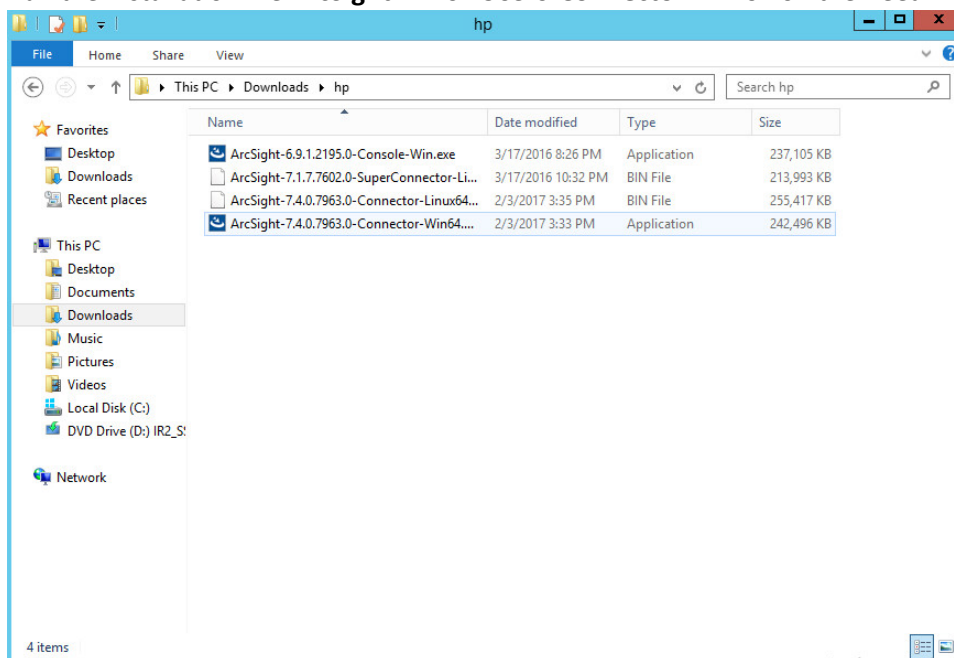 hp
File Home Share View
This PC Downloads hp
Search hp
Name Date modified Type Size
Favorites
Desktop
Downloads
Recent places
This PC
Desktop
Documents
Downloads
Music
Pictures
Videos
Local Disk (C:)
DVD Drive (D:) IR2_S
Network
ArcSight-6.9.1.2195.0-Console-Win.exe 3/17/2016 8:26 PM Application 237,105 KB
ArcSight-7.1.7.7602.0-SuperConnector-Li... 3/17/2016 10:32 PM BIN File 213,993 KB
ArcSight-7.4.0.7963.0-Connector-Linux64... 2/3/2017 3:35 PM BIN File 255,417 KB
ArcSight-7.4.0.7963.0-Connector-Win64.... 2/3/2017 3:33 PM Application 242,496 KB
4 items